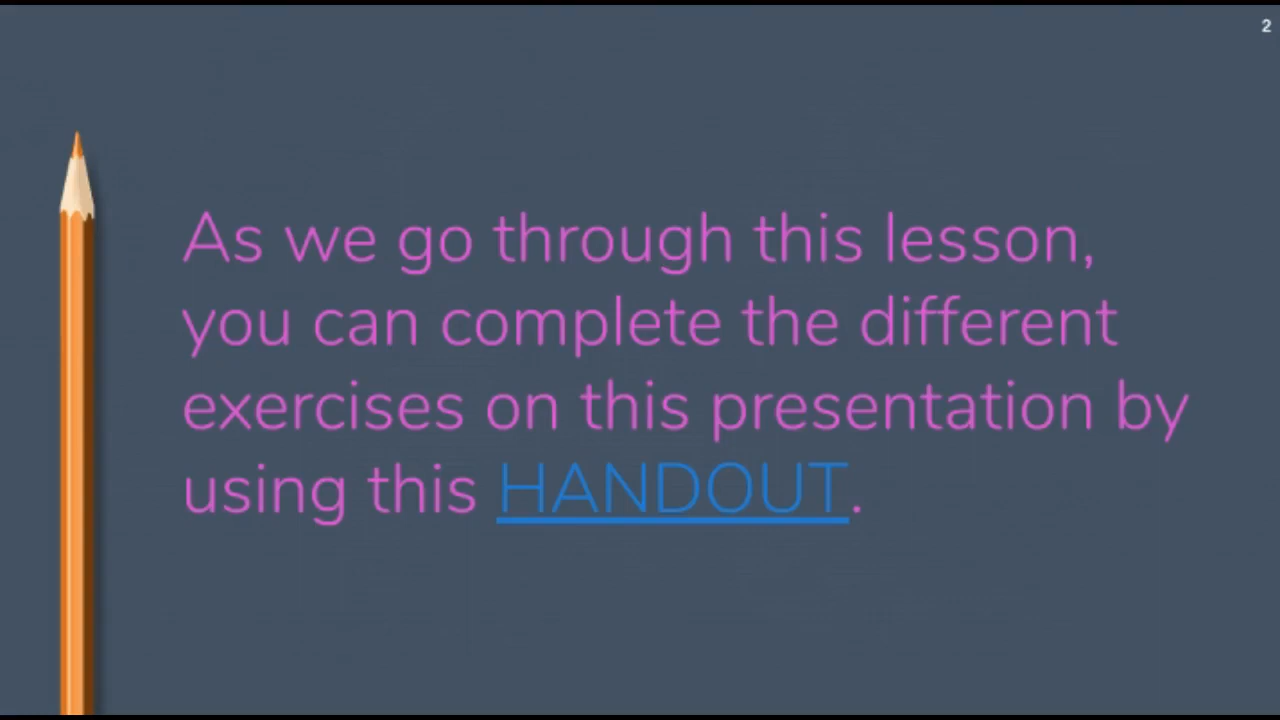 2
As we go through this lesson,
you can complete the different
exercises on this presentation by
using this HANDOUT.